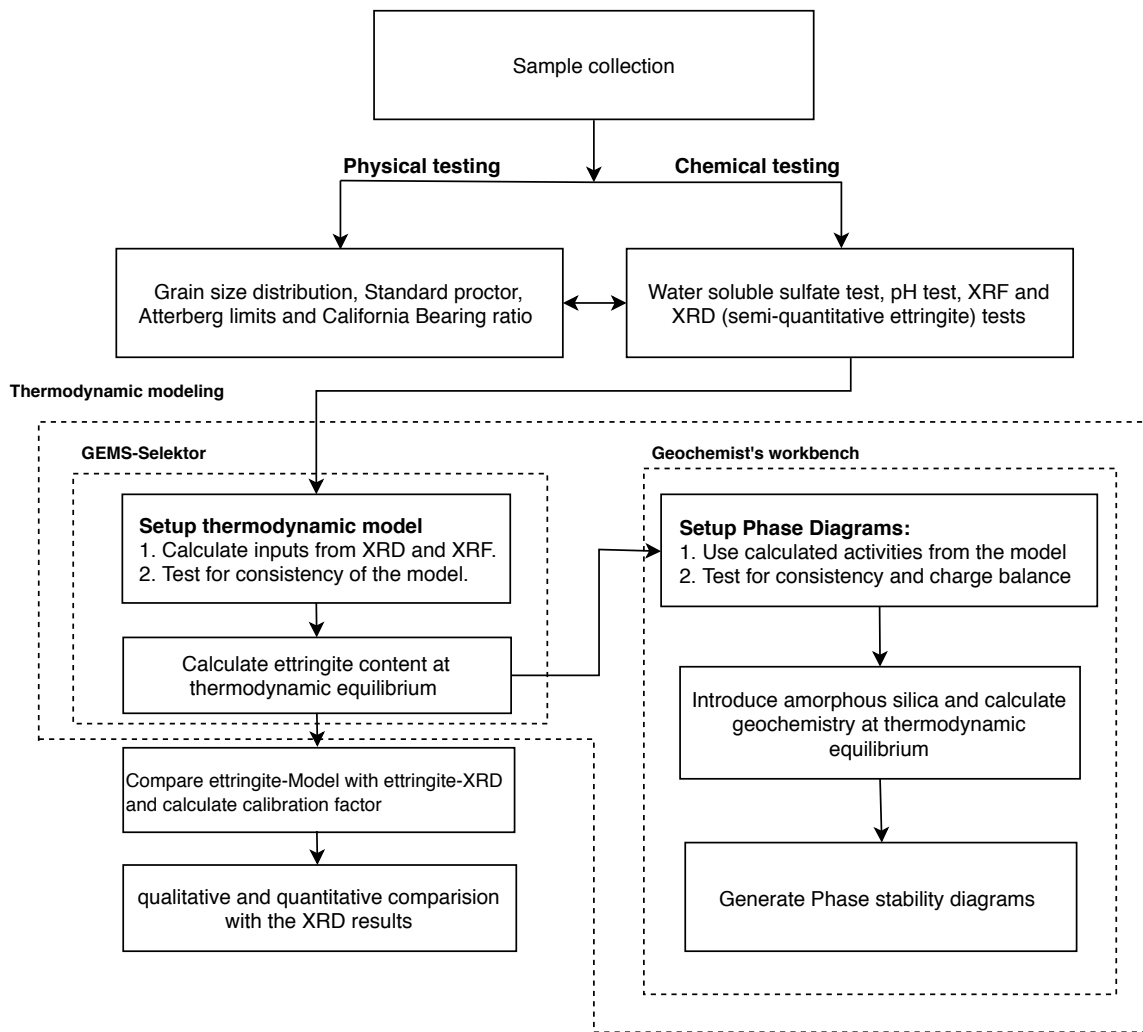 Sample collection
Physical testing
Chemical testing
Grain size distribution, Standard proctor,
Atterberg limits and California Bearing ratio
Water soluble sulfate test, pH test, XRF and
XRD (semi-quantitative ettringite) tests
Thermodynamic modeling
GEMS-Selektor
Setup thermodynamic model
1. Calculate inputs from XRD and XRF.
2. Test for consistency of the model.
Calculate ettringite content at
thermodynamic equilibrium
Compare ettringite-Model with ettringite-XRD
and calculate calibration factor
qualitative and quantitative comparision
with the XRD results
Geochemist's workbench
Setup Phase Diagrams:
1. Use calculated activities from the model
2. Test for consistency and charge balance
Introduce amorphous silica and calculate
geochemistry at thermodynamic
equilibrium
Generate Phase stability diagrams